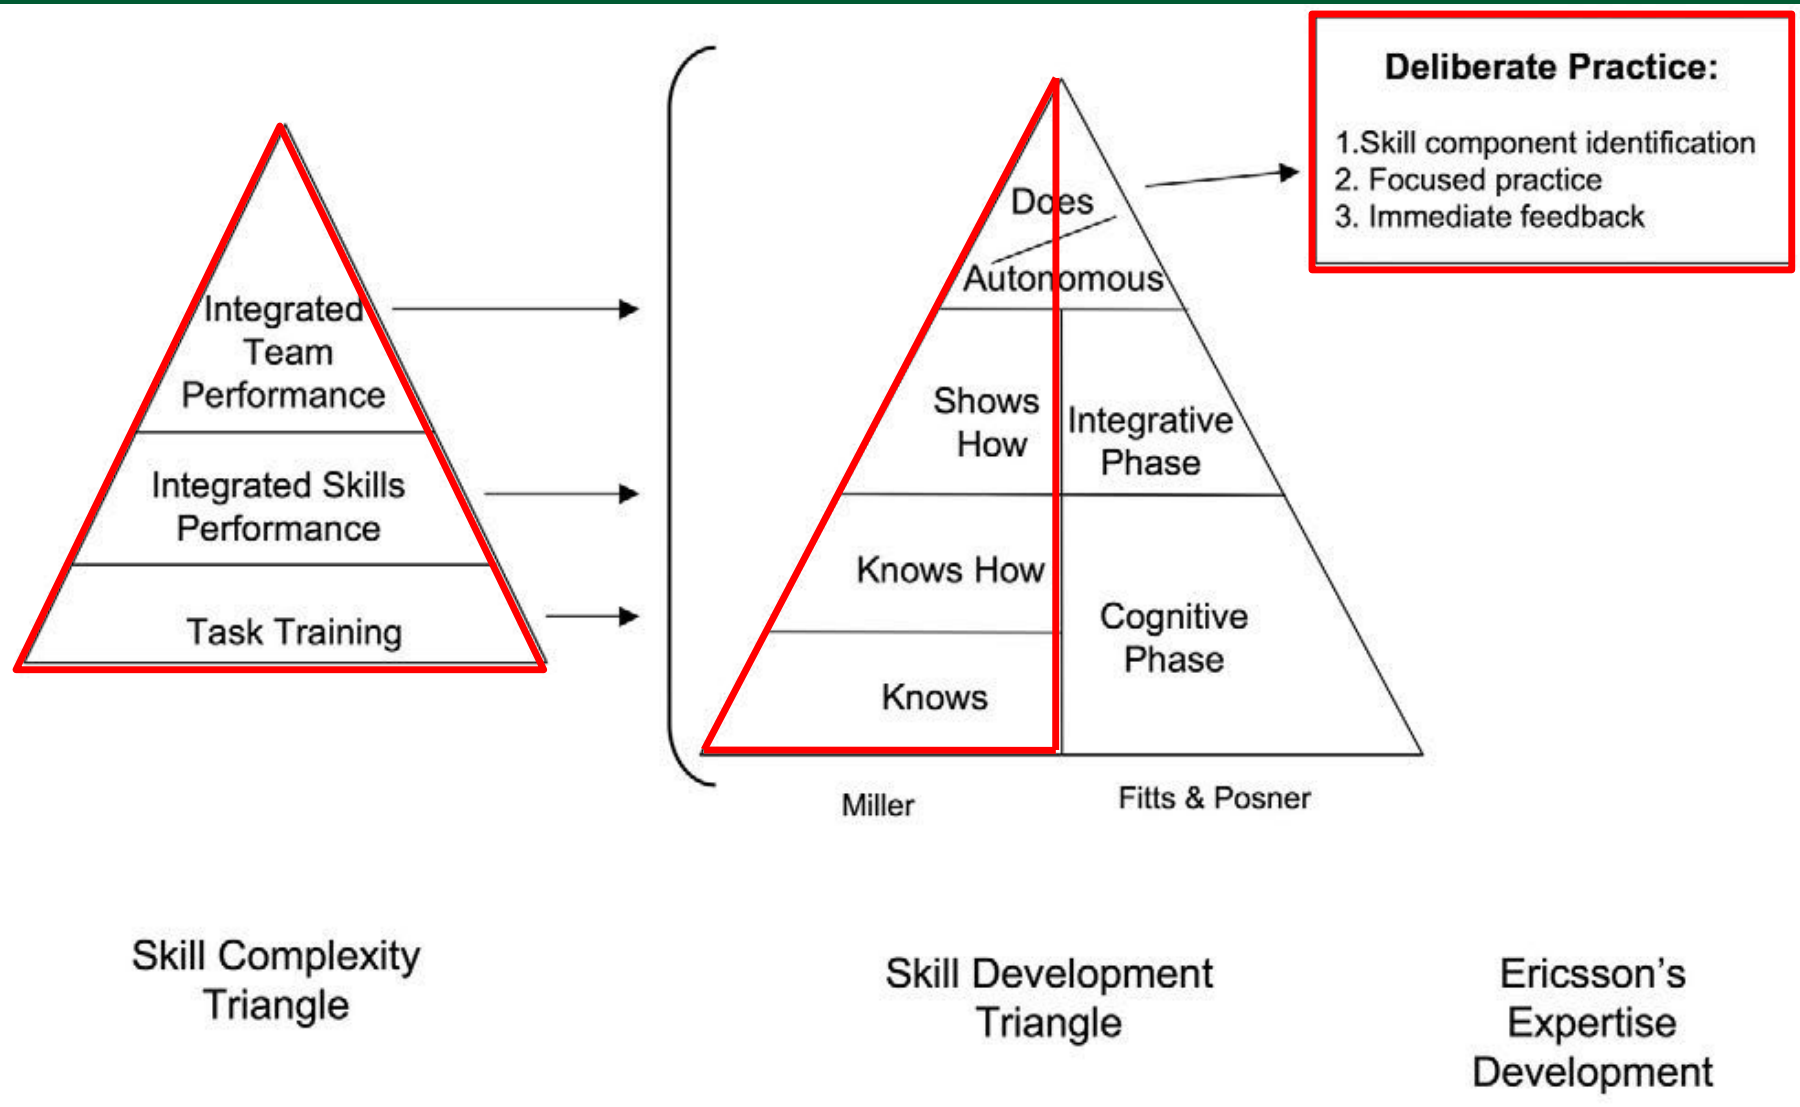 Integrated
Team
Performance
Integrated Skills
Performance
Task Training
Skill Complexity
Triangle
Does
Autonomous
Shows
How
Integrative
Phase
Knows How
Cognitive
Phase
Knows
Miller
Fitts & Posner
Skill Development
Triangle
Deliberate Practice:
1.Skill component identification
2. Focused practice
3. Immediate feedback
Ericsson’s
Expertise
Development